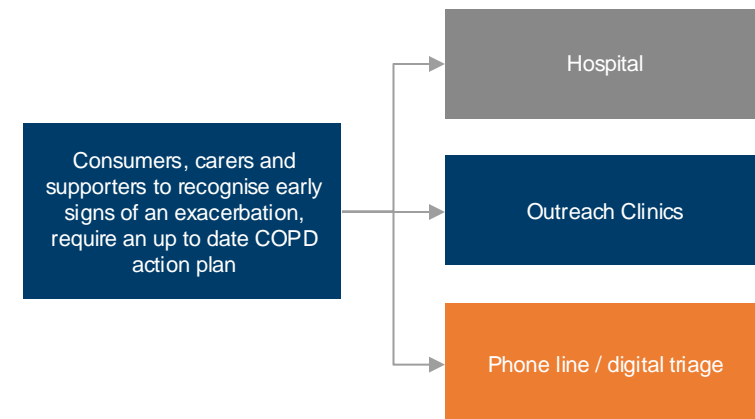 Hospital
Consumers, carers and
supporters to recognise early
signs of an exacerbation,
require an up to date COPD
action plan
Outreach Clinics
Phone line / digital triage